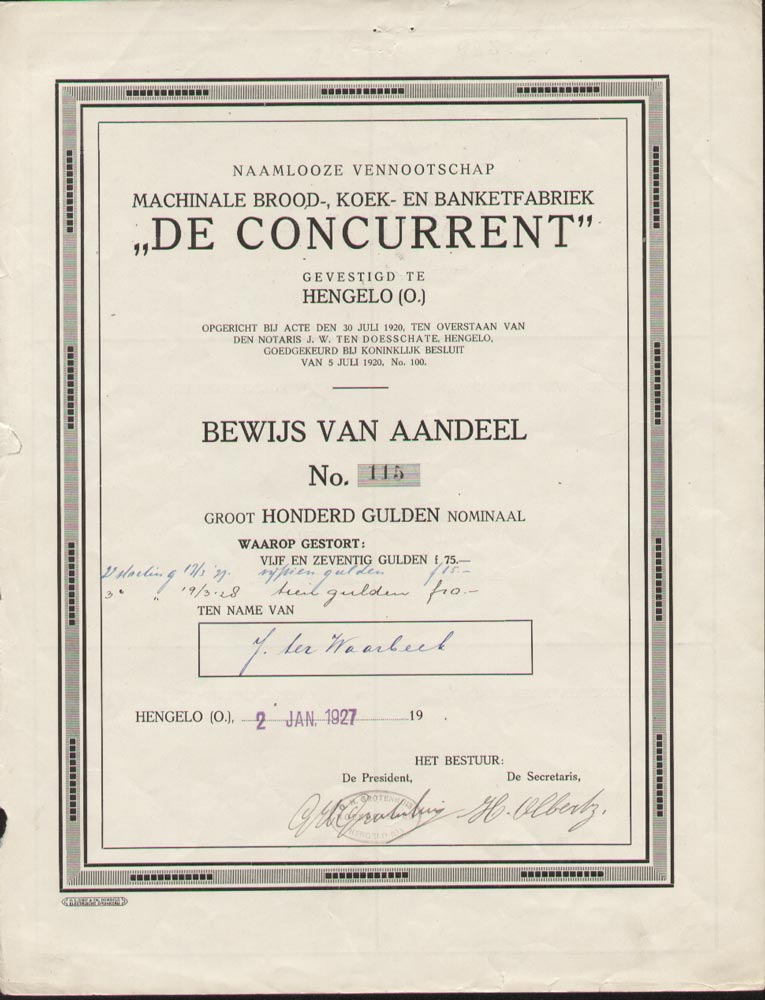 NAAMLOOZE VENNOOTSCHAP
MACHINALE BROOD-, KOEK- EN BANKETFABRIEK
„DE CONCURRENT”
GEVESTIGD TE
HENGELO (O.)
OPGERICHT BIJ ACTE DEN 30 JULI 1920, TEN OVERSTAAN VAN
DEN NOTARIS J. W. TEN DOESSCHATE, HENGELO,
GOEDGEKEURD BIJ KONINKLIJK BESLUIT
VAN 5 JULI 1920, No. 100.
BEWIJS VAN AANDEEL
No. 115
GROOT HONDERD GULDEN NOMINAAL
WAAROP GESTORT:
VIJF EN ZEVENTIG GULDEN f 75.—
2e storting vijftien gulden f 15.—
3e „ 19/3-28 tien gulden f 10.—
TEN NAME VAN
J. ter Waarbeek
HENGELO (O.), 2 JAN. 1927 19 .
HET BESTUUR:
De President, De Secretaris,
H. Olbertz.
HENGELO (O.)